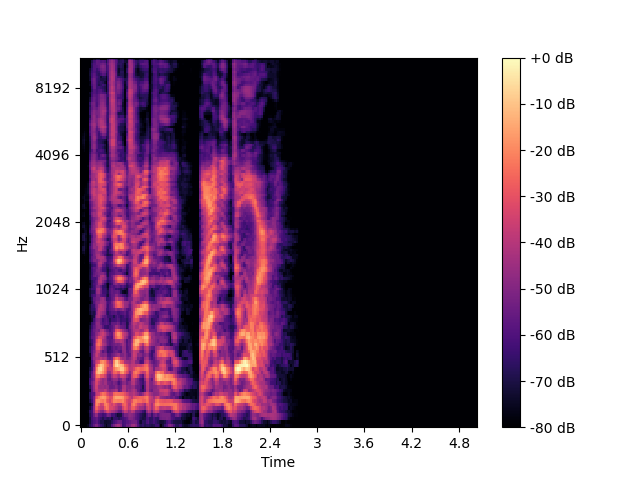 +0 dB
8192
-10 dB
4096
-20 dB
-30 dB
2048
Hz
-40 dB
1024
-50 dB
-60 dB
512
-70 dB
0
-80 dB
0 0.6 1.2 1.8 2.4 3 3.6 4.2 4.8
Time